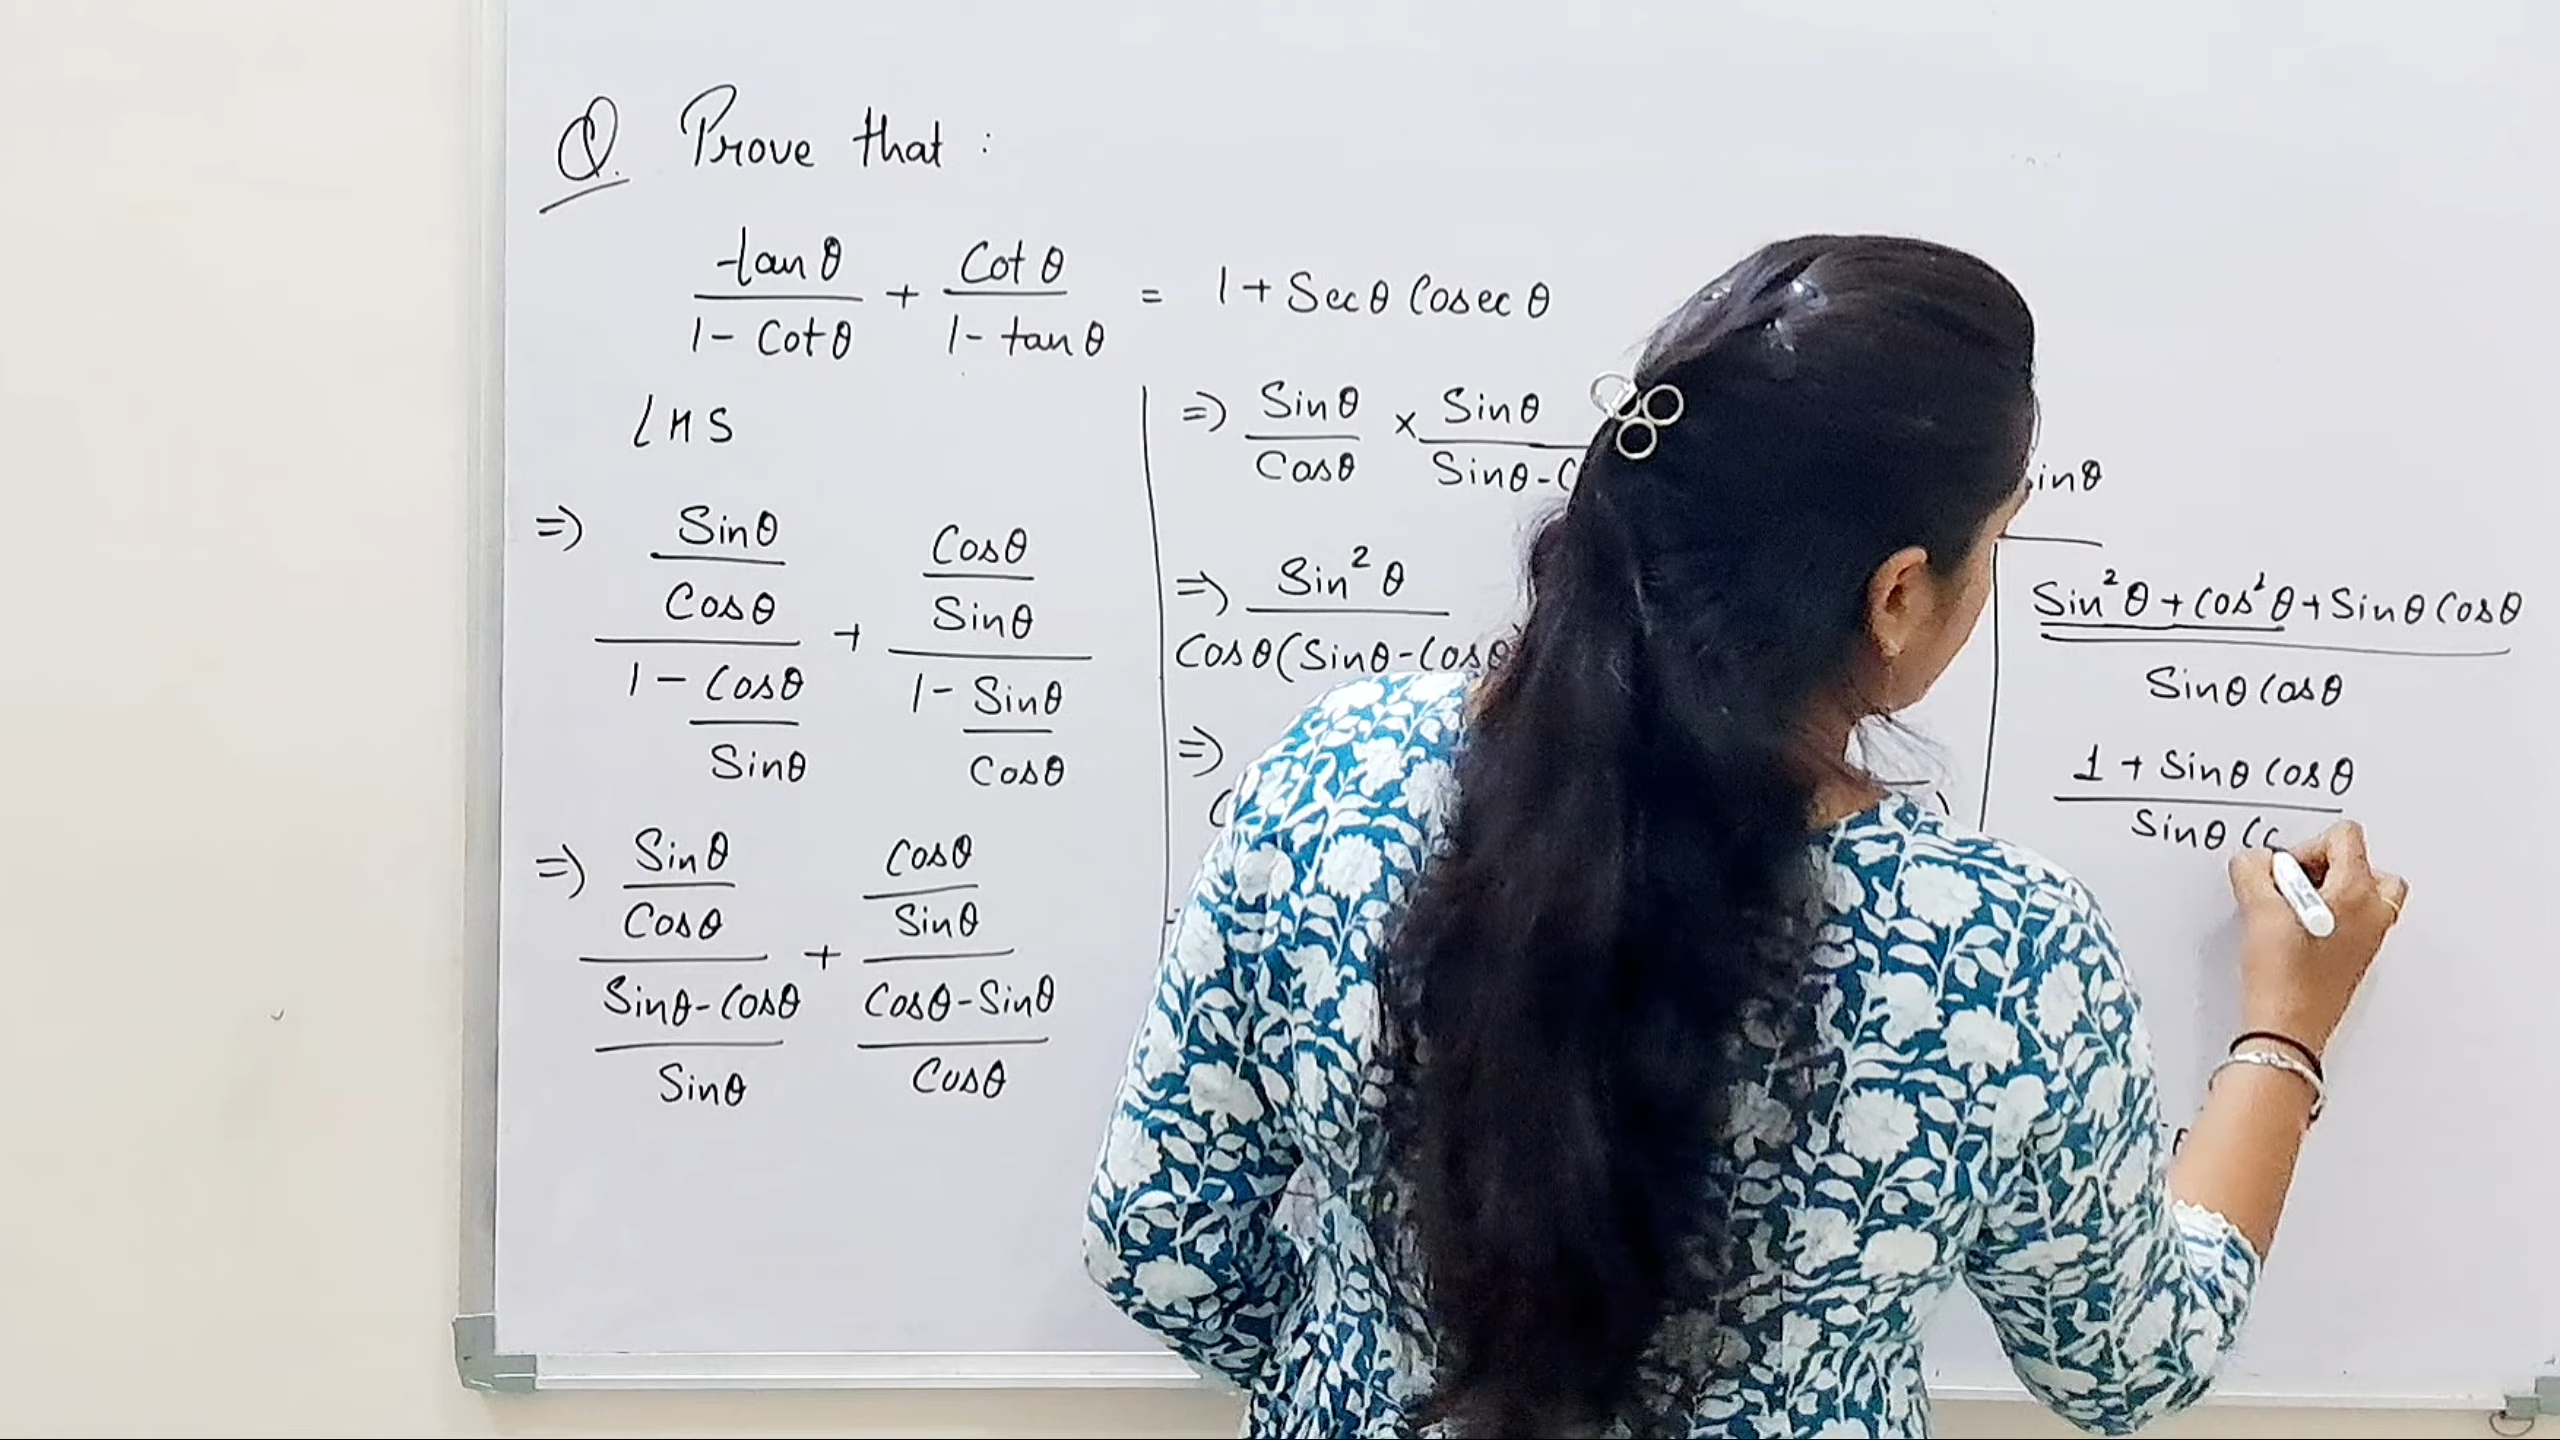 Q. Prove that :
tanθ / 1 - Cotθ + Cotθ / 1 - tanθ = 1 + Secθ Cosecθ
LHS
=) Sinθ / Cosθ / 1 - Cosθ / Sinθ + Cosθ / Sinθ / 1 - Sinθ / Cosθ
=) Sinθ / Cosθ / Sinθ - Cosθ / Sinθ + Cosθ / Sinθ / Cosθ - Sinθ / Cosθ
=) Sinθ / Cosθ × Sinθ / Sinθ -
=) Sin²θ / Cosθ(Sinθ - Cosθ
=)
Sin²θ + Cos²θ + Sinθ Cosθ / Sinθ Cosθ
1 + Sinθ Cosθ / Sinθ